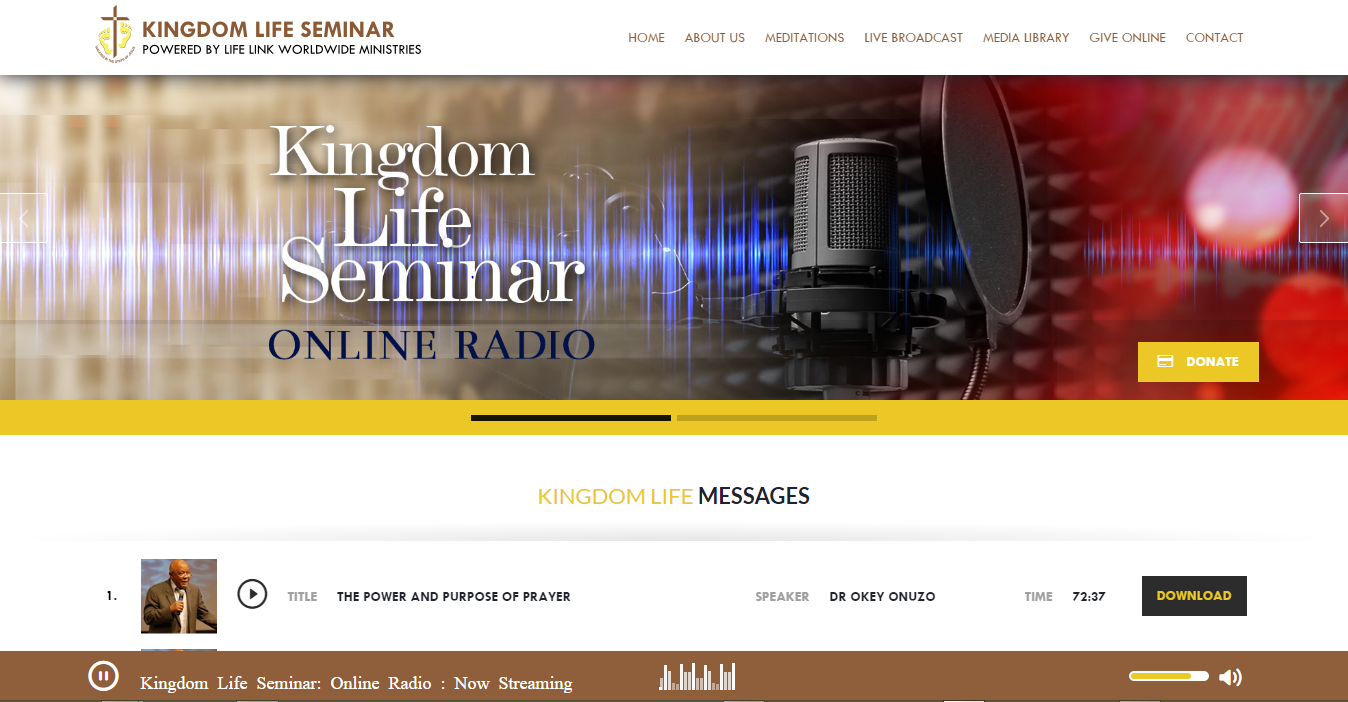 KINGDOM LIFE SEMINAR
POWERED BY LIFE LINK WORLDWIDE MINISTRIES
HOME ABOUT US MEDITATIONS LIVE BROADCAST MEDIA LIBRARY GIVE ONLINE CONTACT
Kingdom
Life
Seminar
ONLINE RADIO
DONATE
KINGDOM LIFE MESSAGES
1. TITLE THE POWER AND PURPOSE OF PRAYER SPEAKER DR OKEY ONUZO TIME 72:37 DOWNLOAD
Kingdom Life Seminar: Online Radio : Now Streaming